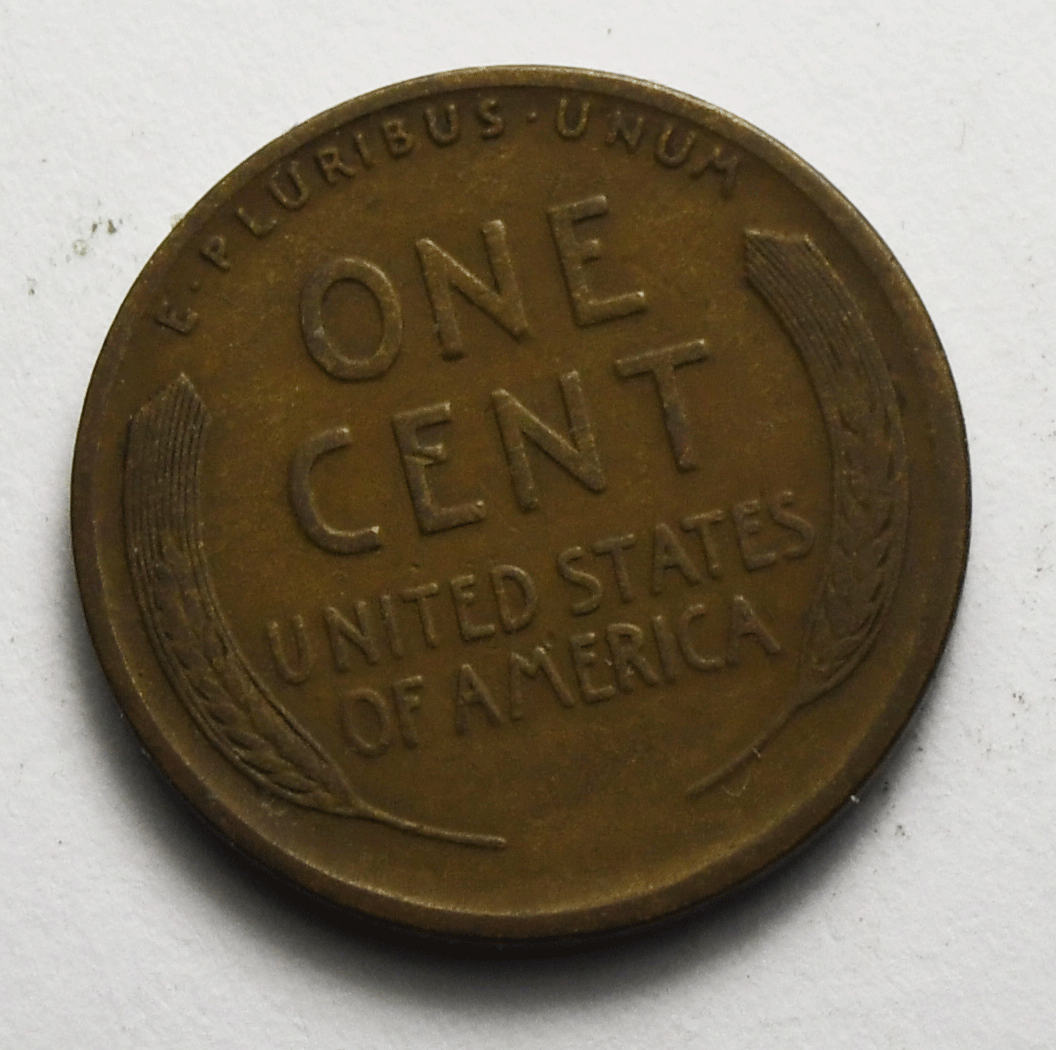 E·PLURIBUS·UNUM
ONE
CENT
UNITED STATES
OF AMERICA